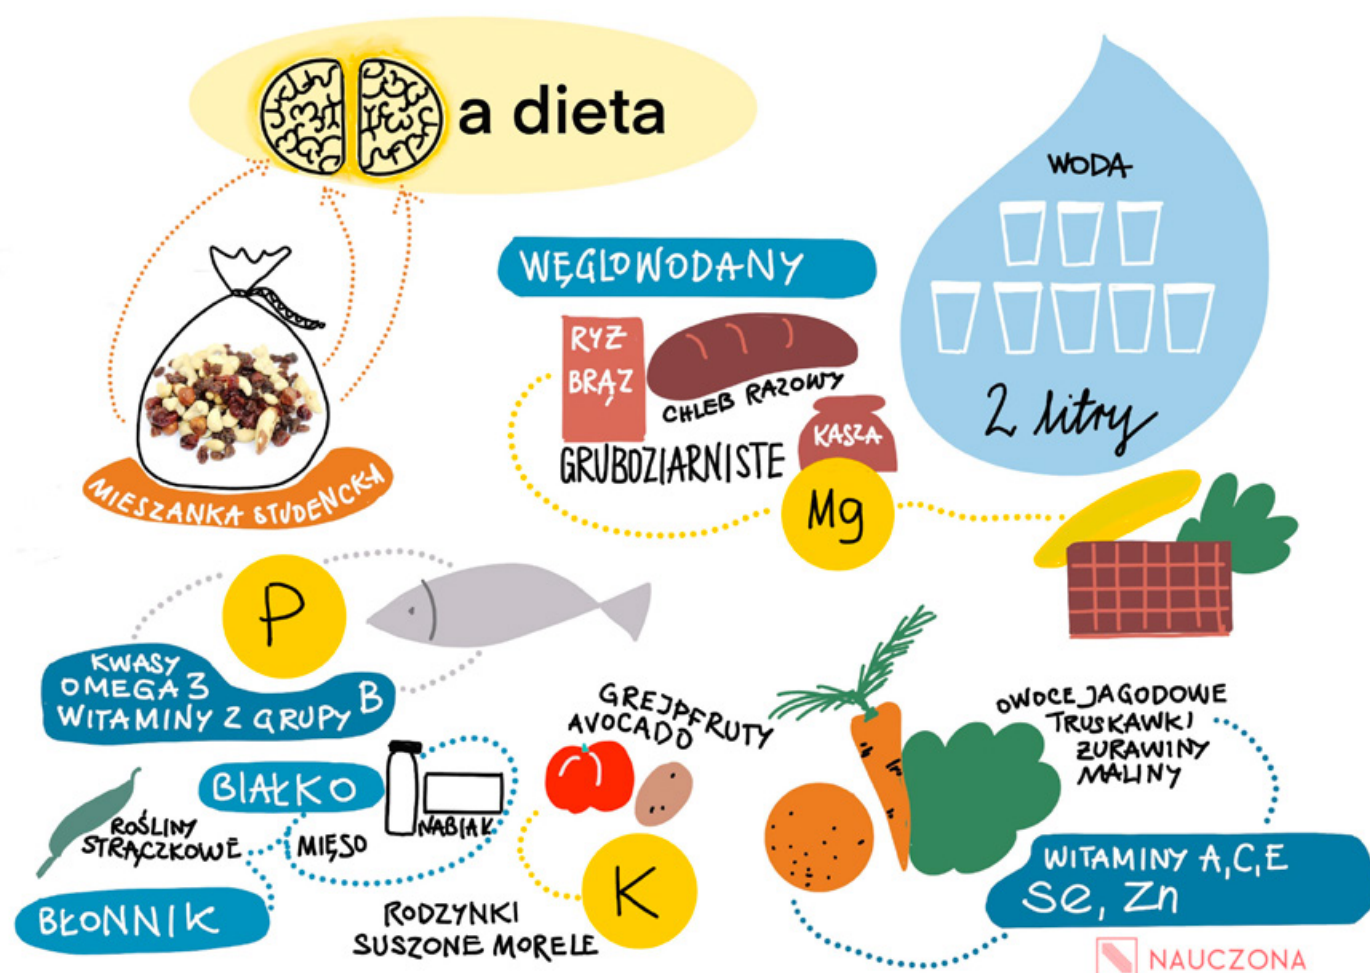 a dieta
WODA
2 litry
WĘGLOWODANY
RYŻ
BRĄZ
CHLEB RAZOWY
KASZA
GRUBOZIARNISTE
Mg
MIESZANKA STUDENCKA
P
KWASY
OMEGA 3
WITAMINY Z GRUPY B
BIAŁKO
ROŚLINY
STRĄCZKOWE
MIĘSO
NABIAŁ
BŁONNIK
GREJPFRUTY
AVOCADO
K
RODZYNKI
SUSZONE MORELE
OWOCE JAGODOWE
TRUSKAWKI
ŻURAWINY
MALINY
WITAMINY A,C,E
Se, Zn
NAUCZONA